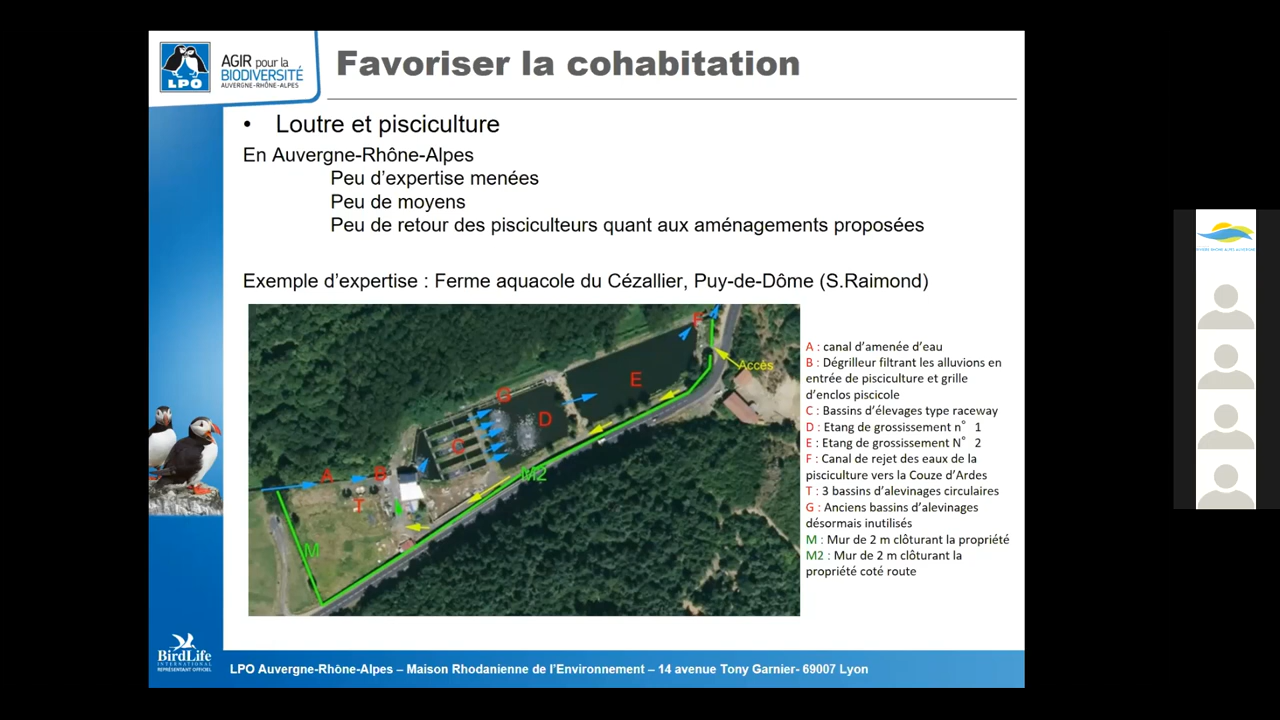 LPO
AGIR pour la
BIODIVERSITÉ
AUVERGNE-RHÔNE-ALPES
Favoriser la cohabitation
• Loutre et pisciculture
En Auvergne-Rhône-Alpes
Peu d'expertise menées
Peu de moyens
Peu de retour des pisciculteurs quant aux aménagements proposées
Exemple d'expertise : Ferme aquacole du Cézallier, Puy-de-Dôme (S.Raimond)
F
Accès
E
G
D
C
M2
A
B
T
M
A : canal d'amenée d'eau
B : Dégrilleur filtrant les alluvions en
entrée de pisciculture et grille
d'enclos piscicole
C : Bassins d'élevages type raceway
D : Etang de grossissement n° 1
E : Etang de grossissement N° 2
F : Canal de rejet des eaux de la
pisciculture vers la Couze d'Ardes
T : 3 bassins d'alevinages circulaires
G : Anciens bassins d'alevinages
désormais inutilisés
M : Mur de 2 m clôturant la propriété
M2 : Mur de 2 m clôturant la
propriété coté route
BirdLife
INTERNATIONAL
REPRÉSENTANT OFFICIEL
LPO Auvergne-Rhône-Alpes – Maison Rhodanienne de l'Environnement – 14 avenue Tony Garnier- 69007 Lyon